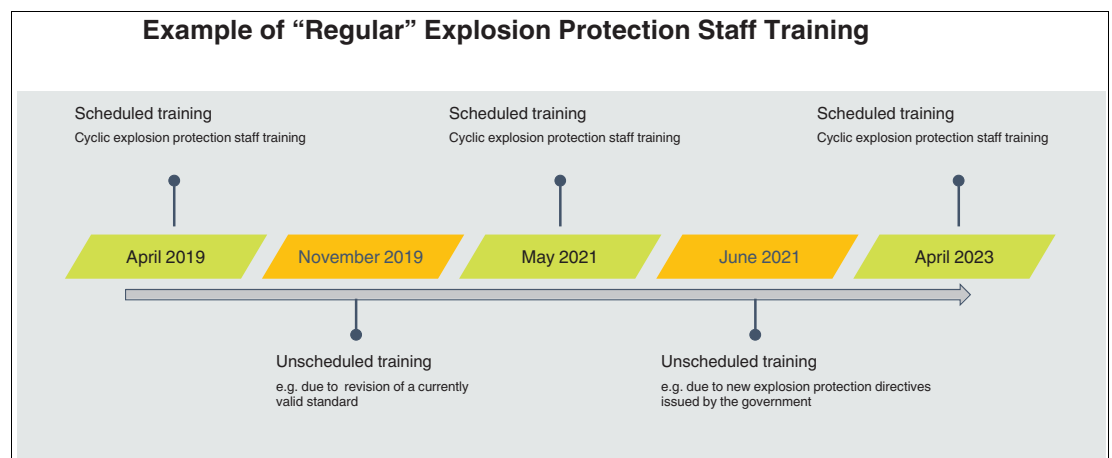 Example of “Regular” Explosion Protection Staff Training
Scheduled training
Cyclic explosion protection staff training
Scheduled training
Cyclic explosion protection staff training
Scheduled training
Cyclic explosion protection staff training
April 2019
November 2019
May 2021
June 2021
April 2023
Unscheduled training
e.g. due to revision of a currently
valid standard
Unscheduled training
e.g. due to new explosion protection directives
issued by the government